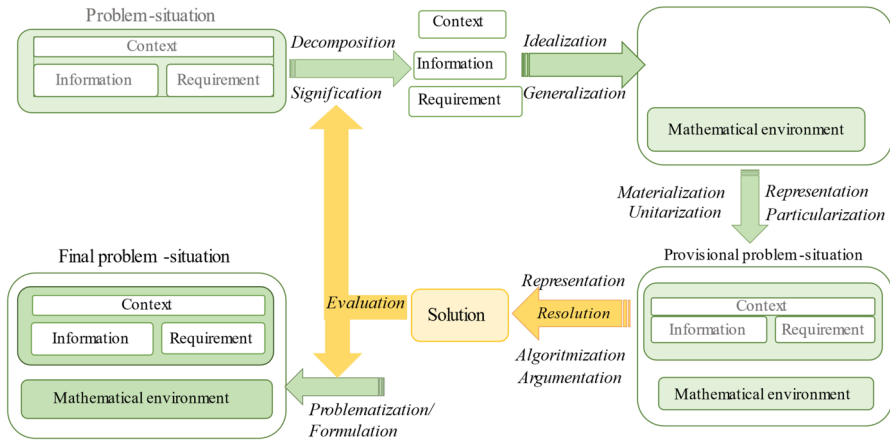 Problem-situation
Context
Information
Requirement
Decomposition
Signification
Context
Information
Requirement
Idealization
Generalization
Mathematical environment
Materialization
Unitarization
Representation
Particularization
Provisional problem-situation
Context
Information
Requirement
Mathematical environment
Representation
Resolution
Algoritmization
Argumentation
Solution
Evaluation
Final problem -situation
Context
Information
Requirement
Mathematical environment
Problematization/
Formulation